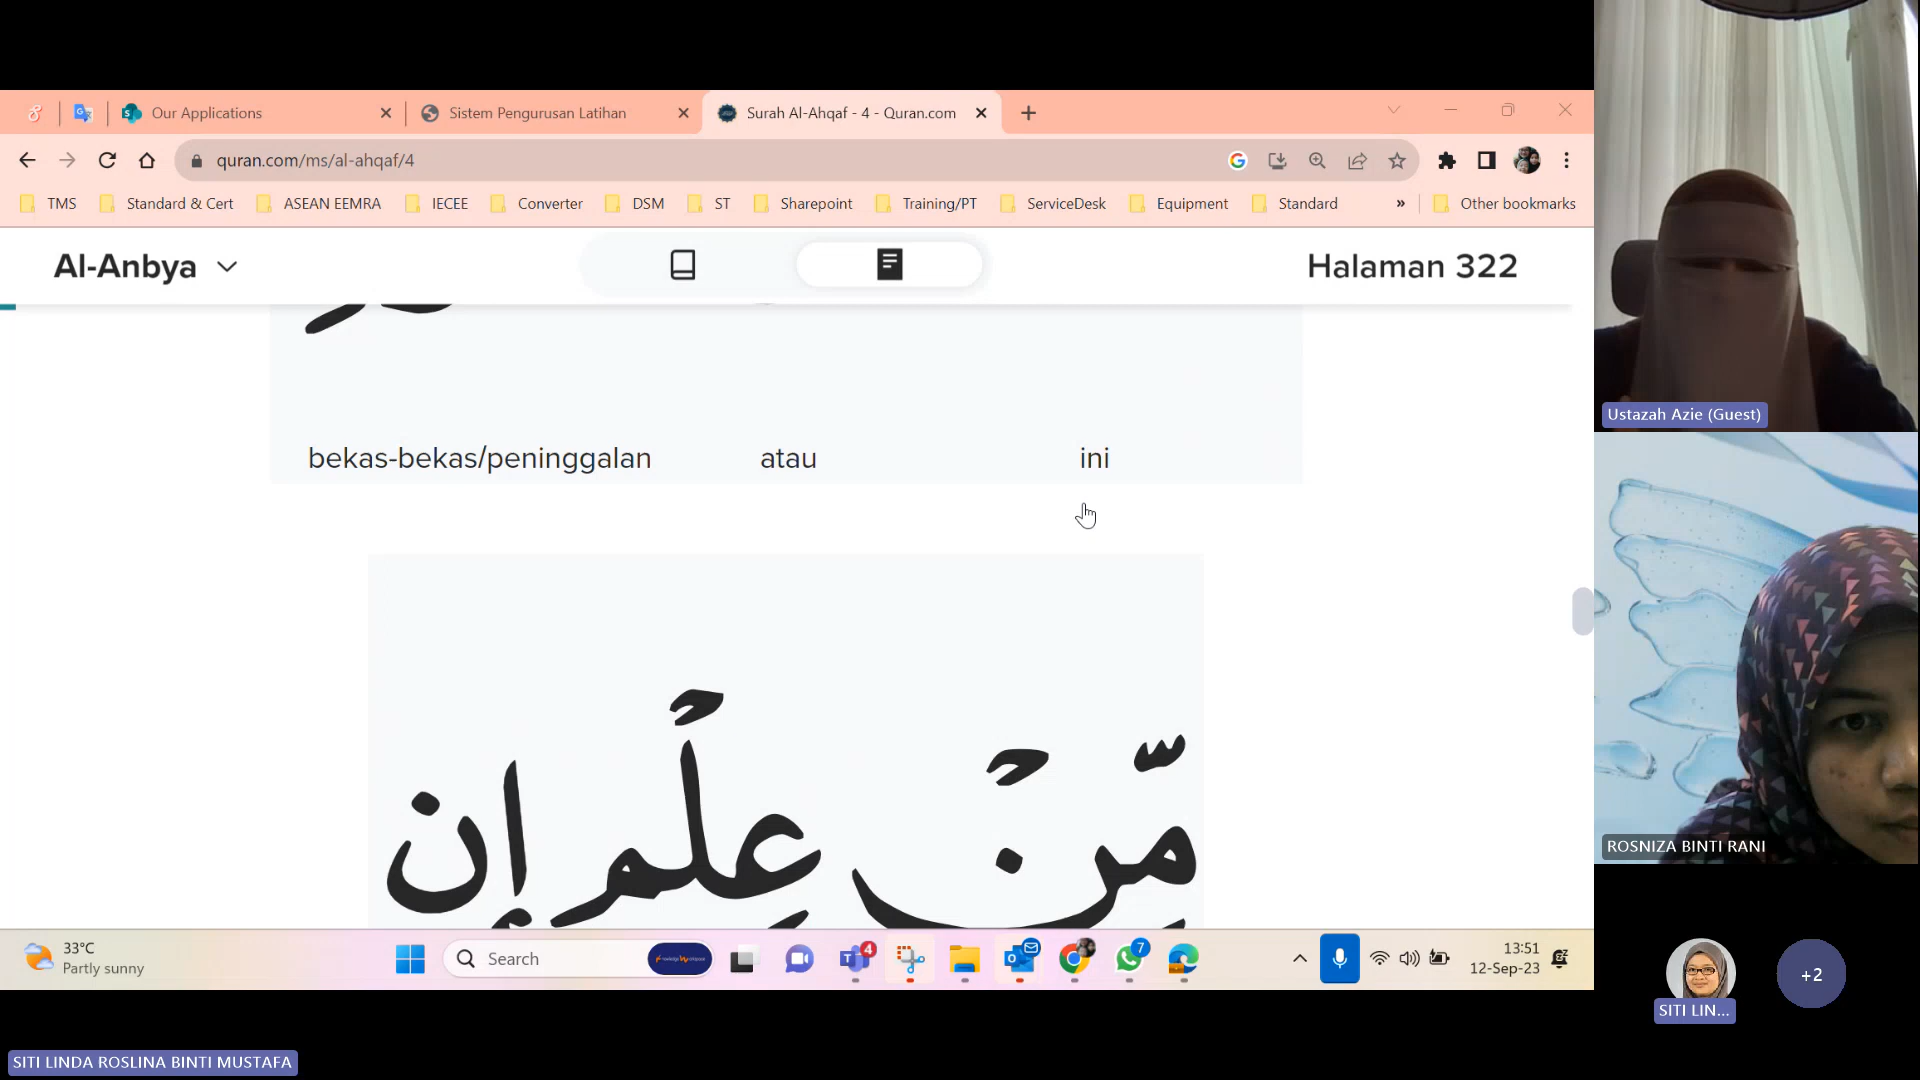 Our Applications
Sistem Pengurusan Latihan
Surah Al-Ahqaf - 4 - Quran.com
quran.com/ms/al-ahqaf/4
TMS
Standard & Cert
ASEAN EEMRA
IECEE
Converter
DSM
ST
Sharepoint
Training/PT
ServiceDesk
Equipment
Standard
»
Other bookmarks
Al-Anbya
Halaman 322
bekas-bekas/peninggalan atau ini
مِّنْ عِلْمٍ إِن
33°C
Partly sunny
Search
4
7
13:51
12-Sep-23
Ustazah Azie (Guest)
ROSNIZA BINTI RANI
SITI LIN...
+2
SITI LINDA ROSLINA BINTI MUSTAFA